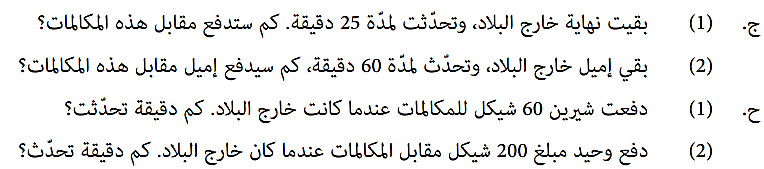 ج. (1) بقيت نهاية خارج البلاد، وتحدّثت لمدّة 25 دقيقة. كم ستدفع مقابل هذه المكالمات؟
(2) بقي إميل خارج البلاد، وتحدّث لمدّة 60 دقيقة، كم سيدفع إميل مقابل هذه المكالمات؟
ح. (1) دفعت شيرين 60 شيكل للمكالمات عندما كانت خارج البلاد. كم دقيقة تحدّثت؟
(2) دفع وحيد مبلغ 200 شيكل مقابل المكالمات عندما كان خارج البلاد. كم دقيقة تحدّث؟